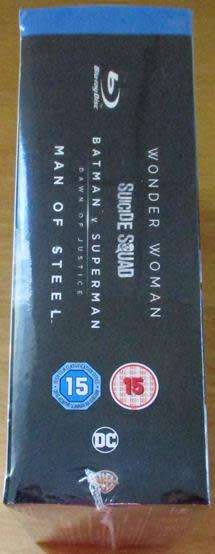 Blu-ray Disc
WONDER WOMAN
SUICIDE SQUAD
BATMAN v SUPERMAN
DAWN OF JUSTICE
MAN OF STEEL
15
15
DC